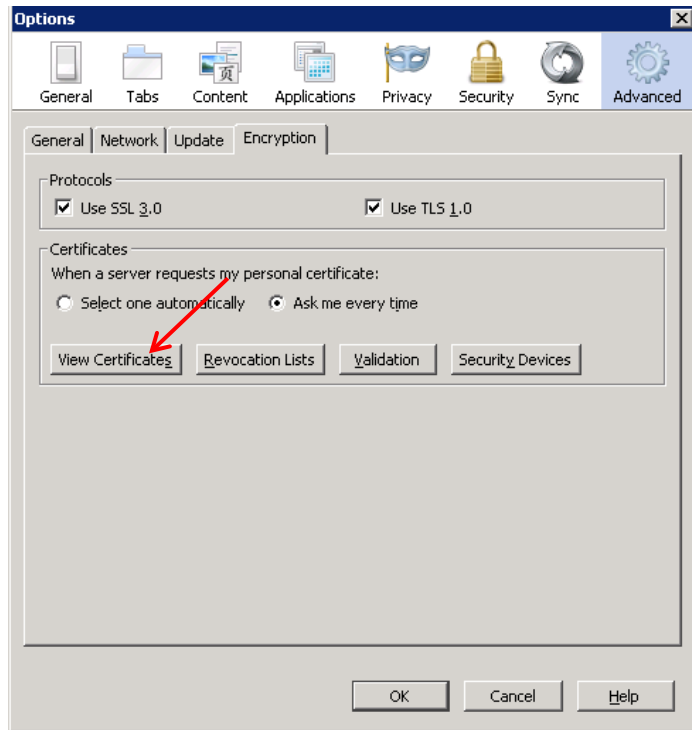 Options
General Tabs Content Applications Privacy Security Sync Advanced
页
General Network Update Encryption
Protocols
Use SSL 3.0 Use TLS 1.0
Certificates
When a server requests my personal certificate:
Select one automatically Ask me every time
View Certificates Revocation Lists Validation Security Devices
OK Cancel Help